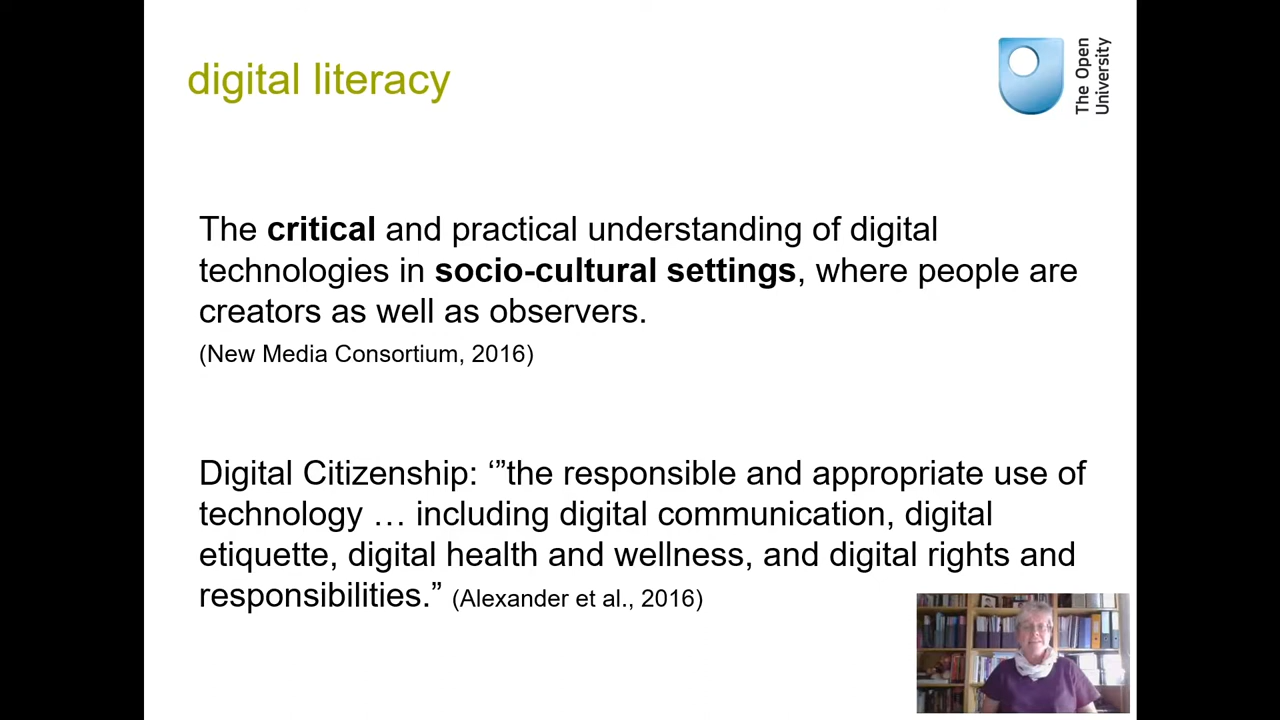 digital literacy
The Open
University
The critical and practical understanding of digital
technologies in socio-cultural settings, where people are
creators as well as observers.
(New Media Consortium, 2016)
Digital Citizenship: ‘”the responsible and appropriate use of
technology … including digital communication, digital
etiquette, digital health and wellness, and digital rights and
responsibilities.” (Alexander et al., 2016)